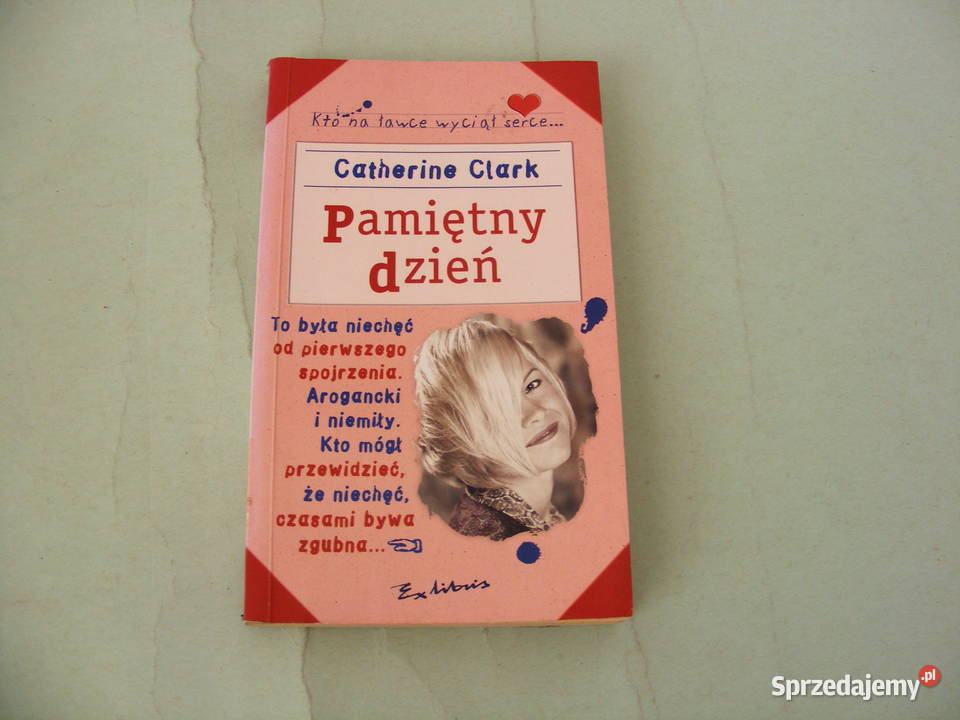 Kto na ławce wyciął serce...
Catherine Clark
Pamiętny
dzień
To była niechęć
od pierwszego
spojrzenia.
Arogancki
i niemiły.
Kto mógł
przewidzieć,
że niechęć,
czasami bywa
zgubna...
Exlibris
Sprzedajemy.pl